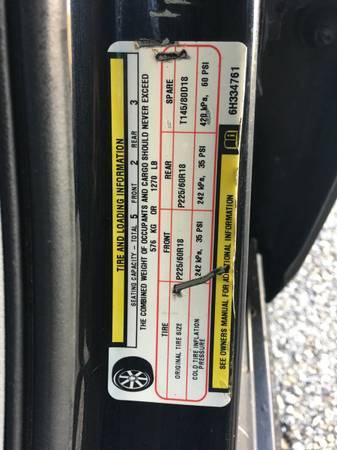 TIRE AND LOADING INFORMATION
SEATING CAPACITY - TOTAL 5 FRONT 2 REAR 3
THE COMBINED WEIGHT OF OCCUPANTS AND CARGO SHOULD NEVER EXCEED
576 KG OR 1270 LB
TIRE FRONT REAR SPARE
ORIGINAL TIRE SIZE P225/60R18 P225/60R18 T145/80D18
COLD TIRE INFLATION PRESSURE 242 kPa, 35 PSI 242 kPa, 35 PSI 420 kPa, 60 PSI
SEE OWNERS MANUAL FOR ADDITIONAL INFORMATION
6H334761